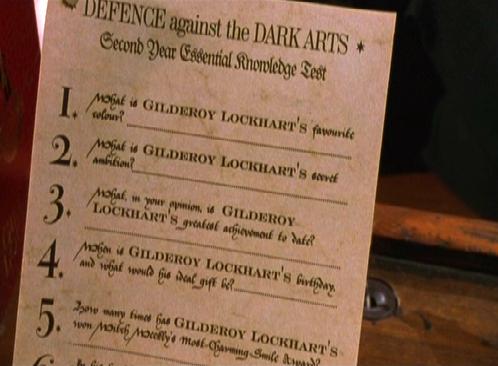 DEFENCE against the DARK ARTS
Second Year Essential Knowledge Test
1. What is GILDEROY LOCKHART'S favourite
colour?
2. What is GILDEROY LOCKHART'S secret
ambition?
3. What, in your opinion, is GILDEROY
LOCKHART'S greatest achievement to date?
4. When is GILDEROY LOCKHART'S birthday,
and what would his ideal gift be?
5. How many times has GILDEROY LOCKHART'S
won Witch Weekly's Most-Charming-Smile Award?